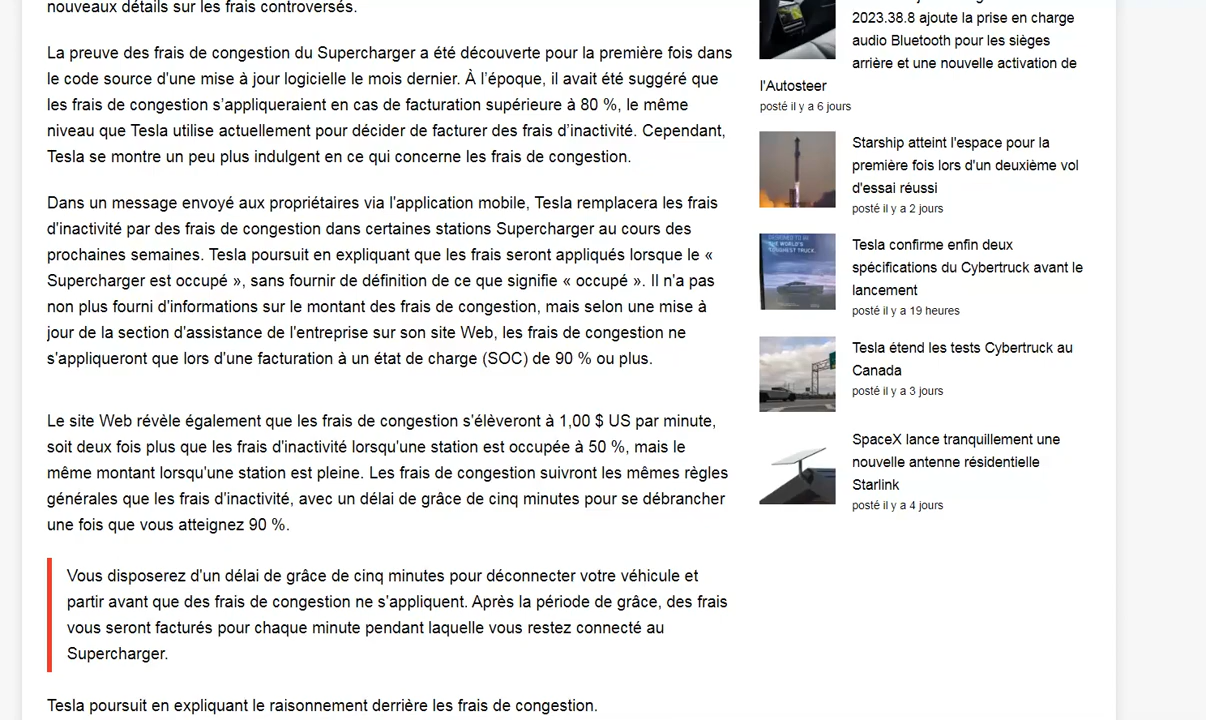 nouveaux détails sur les frais controversés.
La preuve des frais de congestion du Supercharger a été découverte pour la première fois dans
le code source d'une mise à jour logicielle le mois dernier. À l’époque, il avait été suggéré que
les frais de congestion s’appliqueraient en cas de facturation supérieure à 80 %, le même
niveau que Tesla utilise actuellement pour décider de facturer des frais d’inactivité. Cependant,
Tesla se montre un peu plus indulgent en ce qui concerne les frais de congestion.
Dans un message envoyé aux propriétaires via l'application mobile, Tesla remplacera les frais
d'inactivité par des frais de congestion dans certaines stations Supercharger au cours des
prochaines semaines. Tesla poursuit en expliquant que les frais seront appliqués lorsque le «
Supercharger est occupé », sans fournir de définition de ce que signifie « occupé ». Il n'a pas
non plus fourni d'informations sur le montant des frais de congestion, mais selon une mise à
jour de la section d'assistance de l'entreprise sur son site Web, les frais de congestion ne
s'appliqueront que lors d’une facturation à un état de charge (SOC) de 90 % ou plus.
Le site Web révèle également que les frais de congestion s'élèveront à 1,00 $ US par minute,
soit deux fois plus que les frais d'inactivité lorsqu'une station est occupée à 50 %, mais le
même montant lorsqu'une station est pleine. Les frais de congestion suivront les mêmes règles
générales que les frais d'inactivité, avec un délai de grâce de cinq minutes pour se débrancher
une fois que vous atteignez 90 %.
Vous disposerez d'un délai de grâce de cinq minutes pour déconnecter votre véhicule et
partir avant que des frais de congestion ne s'appliquent. Après la période de grâce, des frais
vous seront facturés pour chaque minute pendant laquelle vous restez connecté au
Supercharger.
Tesla poursuit en expliquant le raisonnement derrière les frais de congestion.
2023.38.8 ajoute la prise en charge
audio Bluetooth pour les sièges
arrière et une nouvelle activation de
l'Autosteer
posté il y a 6 jours
Starship atteint l'espace pour la
première fois lors d'un deuxième vol
d'essai réussi
posté il y a 2 jours
THE WORLD'S
TOUGHEST TRUCK.
Tesla confirme enfin deux
spécifications du Cybertruck avant le
lancement
posté il y a 19 heures
Tesla étend les tests Cybertruck au
Canada
posté il y a 3 jours
SpaceX lance tranquillement une
nouvelle antenne résidentielle
Starlink
posté il y a 4 jours